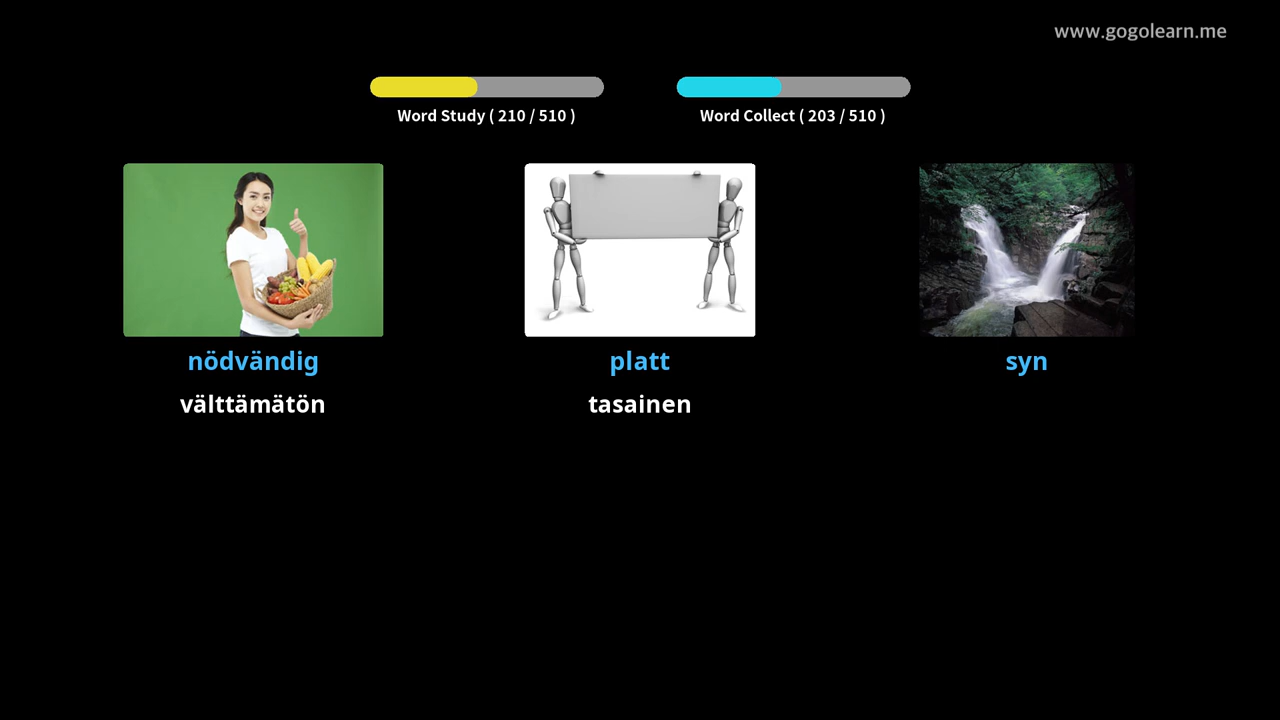 www.gogolearn.me
Word Study ( 210 / 510 )
Word Collect ( 203 / 510 )
nödvändig
platt
syn
välttämätön
tasainen